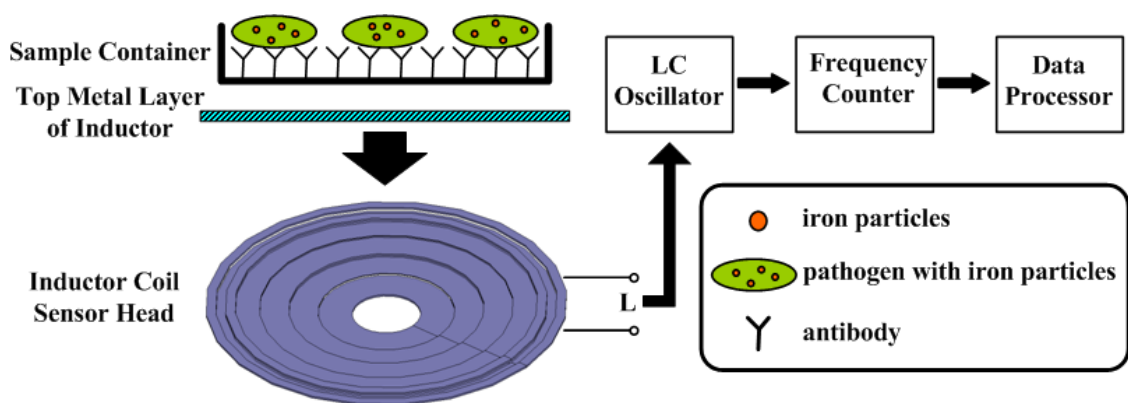 Sample Container
Top Metal Layer
of Inductor
LC
Oscillator
Frequency
Counter
Data
Processor
Inductor Coil
Sensor Head
L
iron particles
pathogen with iron particles
antibody